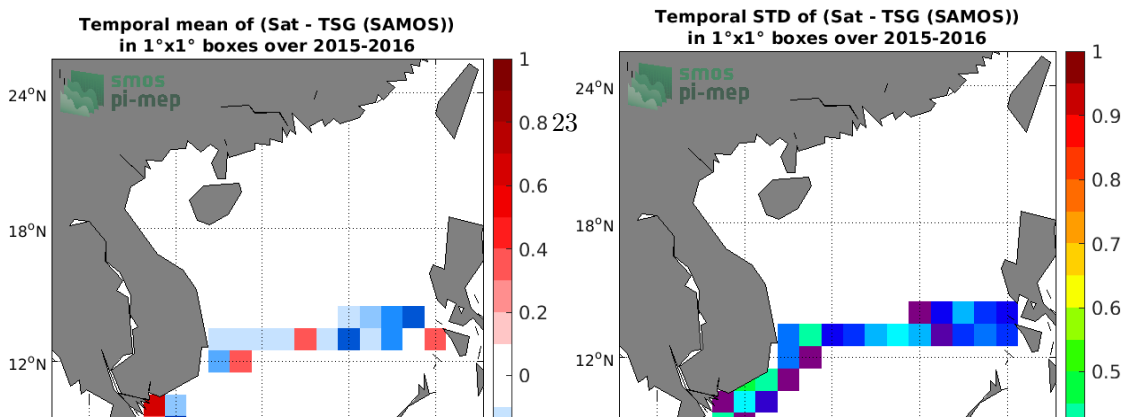 Temporal mean of (Sat - TSG (SAMOS))
in 1°x1° boxes over 2015-2016
smos
pi-mep
24°N
18°N
12°N
1
0.8
0.6
0.4
0.2
0
23
Temporal STD of (Sat - TSG (SAMOS))
in 1°x1° boxes over 2015-2016
smos
pi-mep
24°N
18°N
12°N
1
0.9
0.8
0.7
0.6
0.5